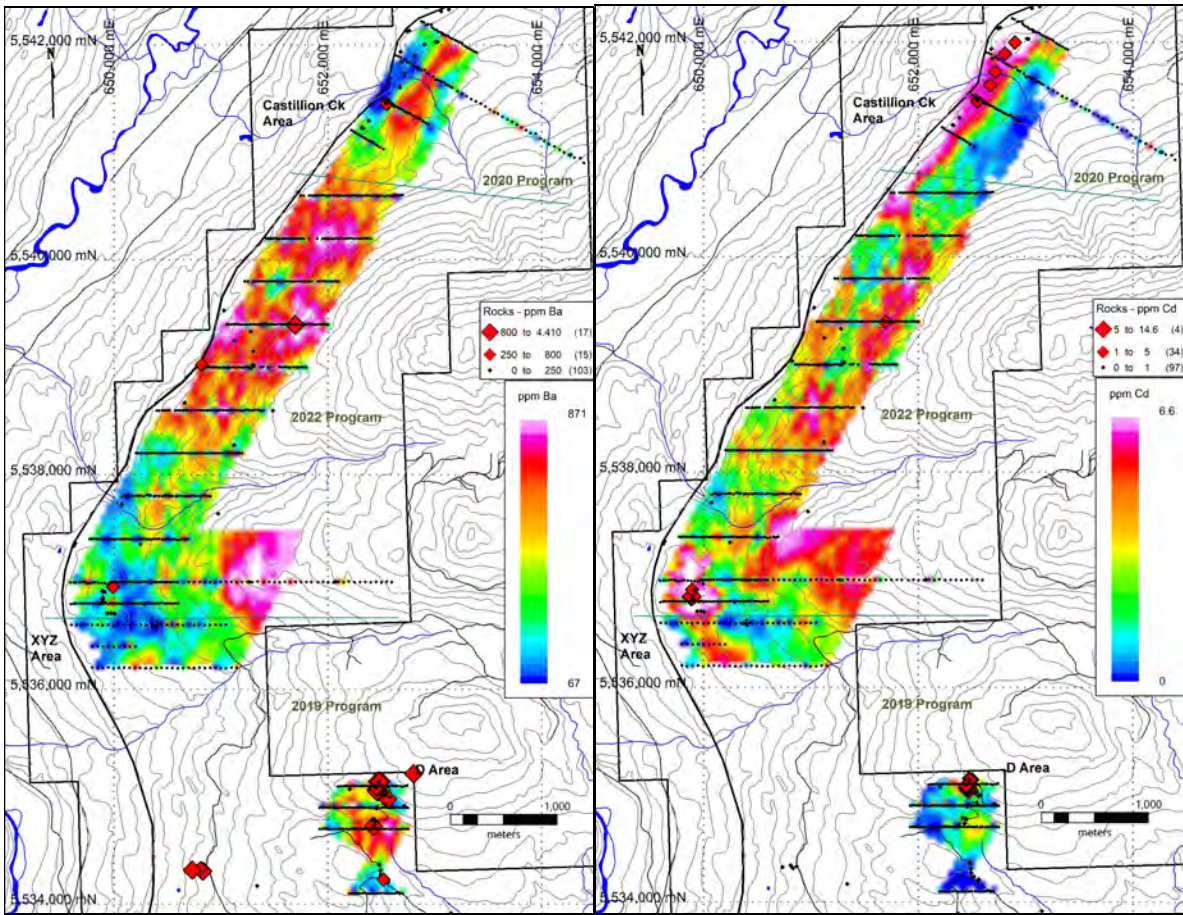 5,542,000 mN
N
650,000 mE
652,000 mE
654,000 mE
Castillion Ck
Area
2020 Program
5,540,000 mN
Rocks - ppm Ba
800 to 4.410 (17)
250 to 800 (15)
0 to 250 (103)
ppm Ba
871
67
2022 Program
5,538,000 mN
XYZ
Area
5,536,000 mN
2019 Program
D Area
0 1,000
meters
5,534,000 mN
5,542,000 mN
N
650,000 mE
652,000 mE
654,000 mE
Castillion Ck
Area
2020 Program
5,540,000 mN
Rocks - ppm Cd
5 to 14.6 (4)
1 to 5 (34)
0 to 1 (97)
ppm Cd
6.6
0
2022 Program
5,538,000 mN
XYZ
Area
5,536,000 mN
2019 Program
D Area
0 1,000
meters
5,534,000 mN